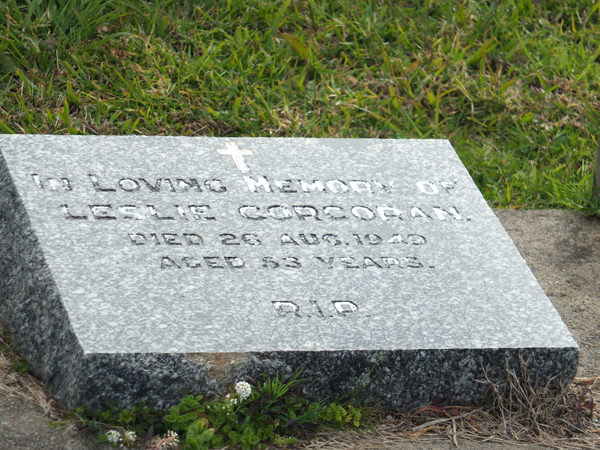 IN LOVING MEMORY OF
LESLIE CORCORAN.
DIED 26 AUG. 1949
AGED 53 YEARS.
R.I.P.